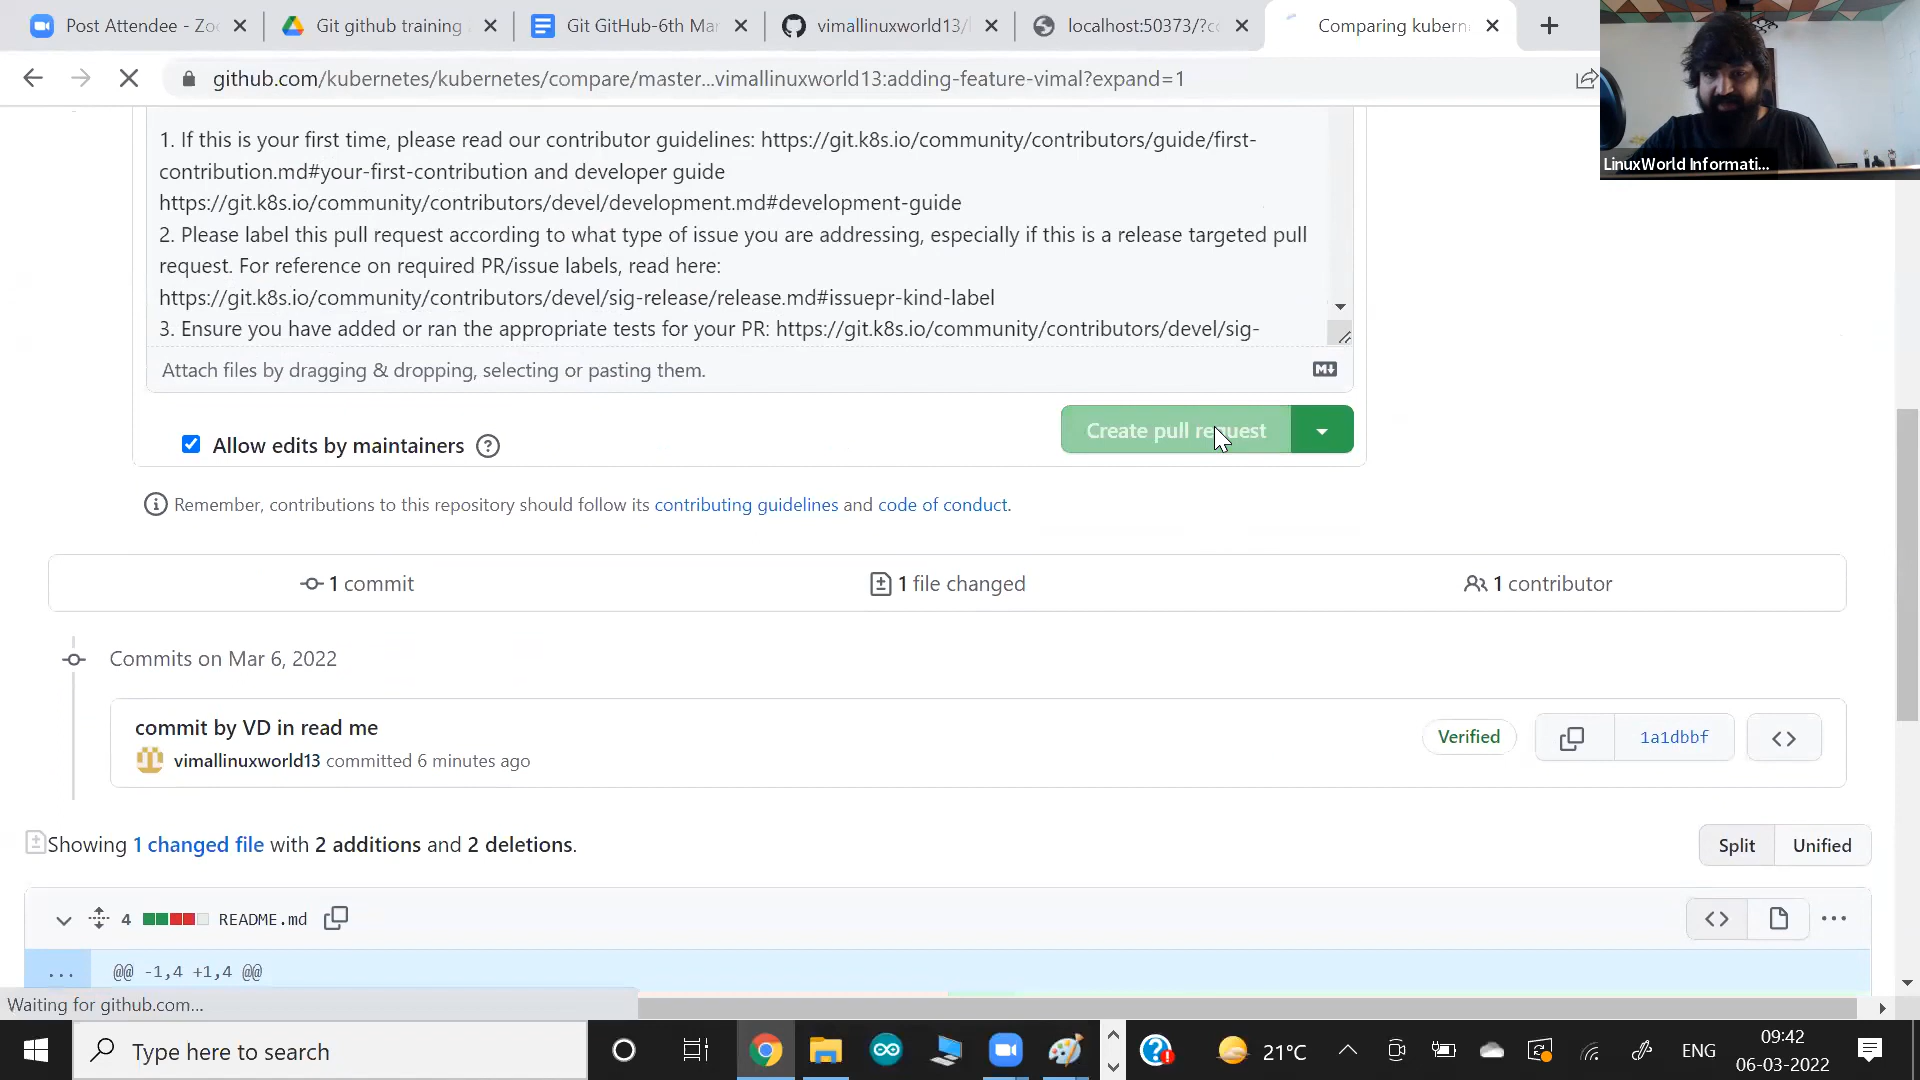 Post Attendee - Zoo
Git github training
Git GitHub-6th Mar
vimallinuxworld13/l
localhost:50373/?co
Comparing kubern
github.com/kubernetes/kubernetes/compare/master...vimallinuxworld13:adding-feature-vimal?expand=1
LinuxWorld Informati...
1. If this is your first time, please read our contributor guidelines: https://git.k8s.io/community/contributors/guide/first-
contribution.md#your-first-contribution and developer guide
https://git.k8s.io/community/contributors/devel/development.md#development-guide
2. Please label this pull request according to what type of issue you are addressing, especially if this is a release targeted pull
request. For reference on required PR/issue labels, read here:
https://git.k8s.io/community/contributors/devel/sig-release/release.md#issuepr-kind-label
3. Ensure you have added or ran the appropriate tests for your PR: https://git.k8s.io/community/contributors/devel/sig-
Attach files by dragging & dropping, selecting or pasting them.
Allow edits by maintainers
Create pull request
Remember, contributions to this repository should follow its contributing guidelines and code of conduct.
1 commit
1 file changed
1 contributor
Commits on Mar 6, 2022
commit by VD in read me
vimallinuxworld13 committed 6 minutes ago
Verified
1a1dbbf
Showing 1 changed file with 2 additions and 2 deletions.
Split
Unified
4
README.md
...
@@ -1,4 +1,4 @@
Waiting for github.com...
Type here to search
21°C
ENG
09:42
06-03-2022